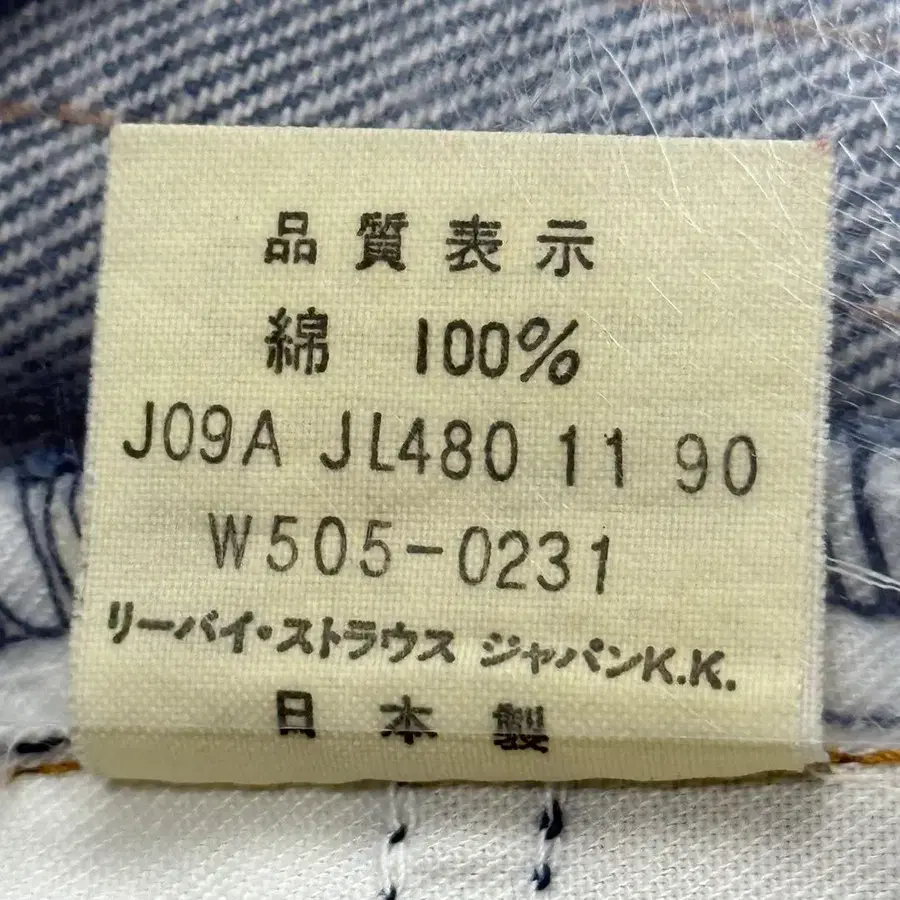 品質表示
綿 100%
J09A JL480 11 90
W505-0231
リーバイ・ストラウス ジャパンK.K.
日本製